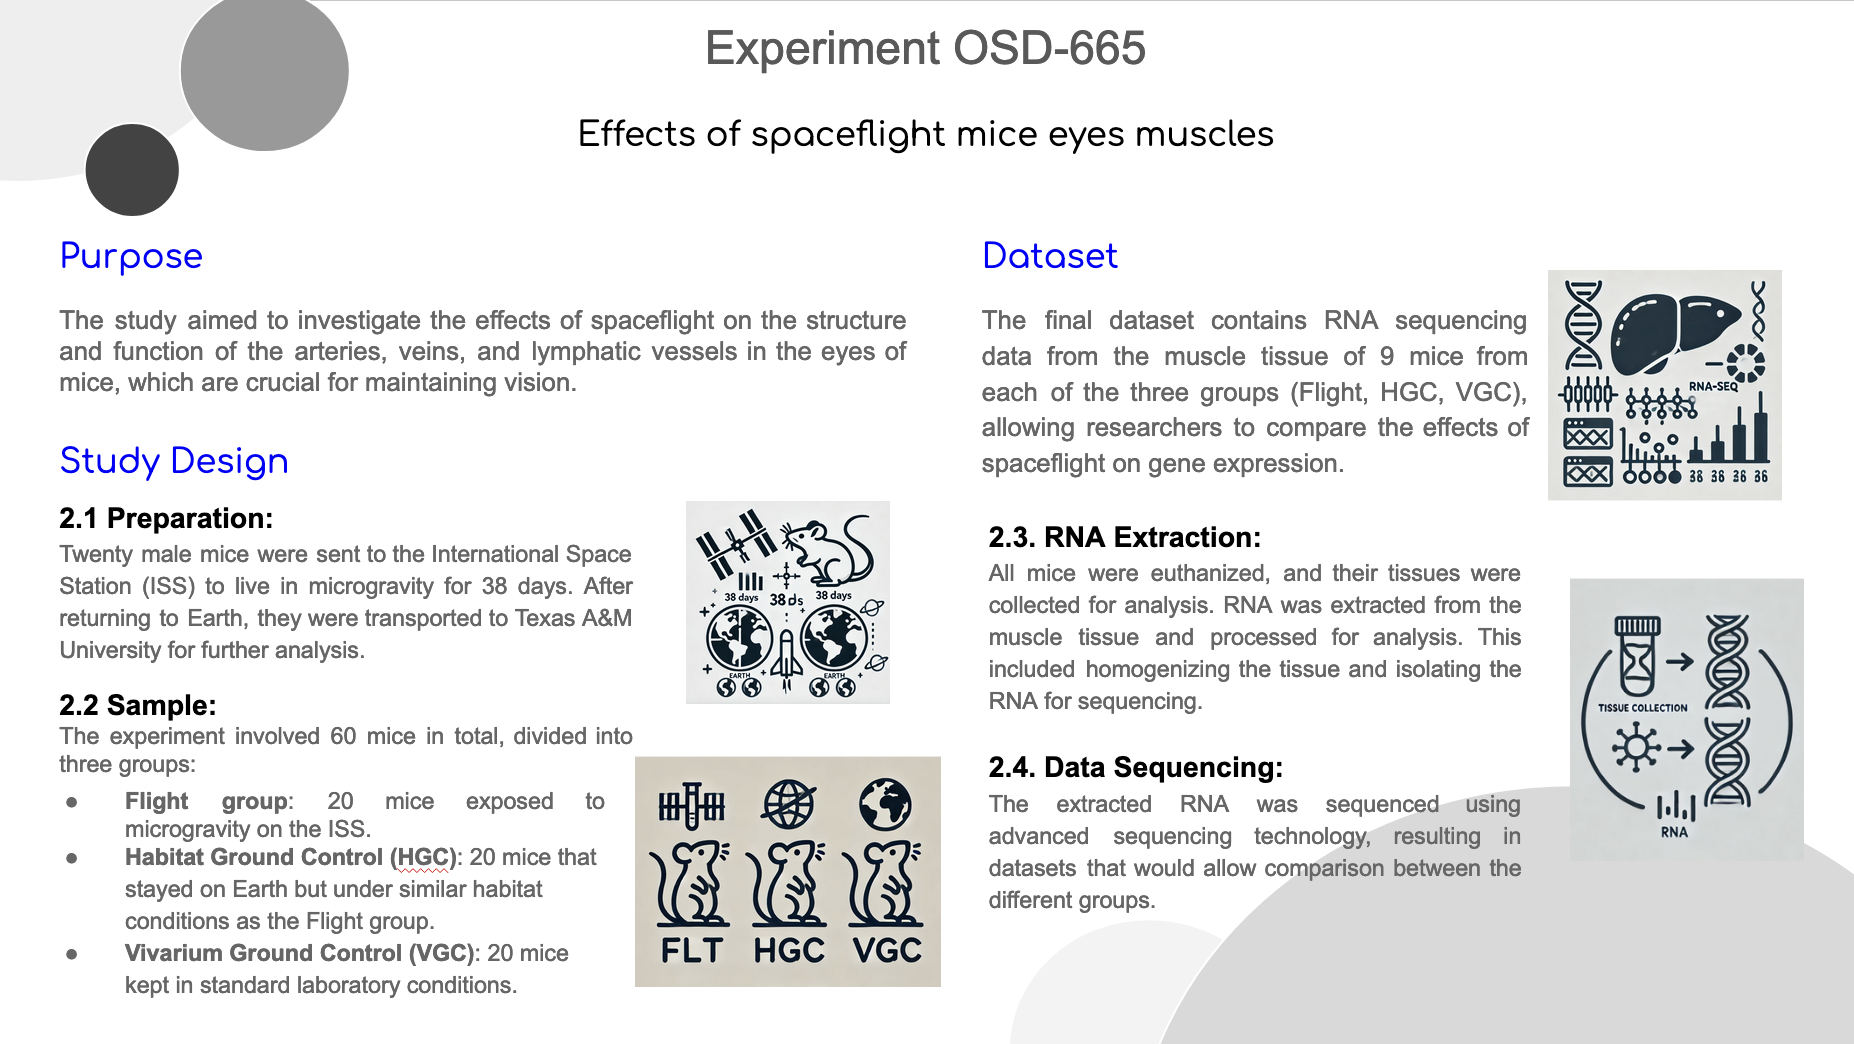 Experiment OSD-665
Effects of spaceflight mice eyes muscles
Purpose
The study aimed to investigate the effects of spaceflight on the structure
and function of the arteries, veins, and lymphatic vessels in the eyes of
mice, which are crucial for maintaining vision.
Study Design
2.1 Preparation:
Twenty male mice were sent to the International Space
Station (ISS) to live in microgravity for 38 days. After
returning to Earth, they were transported to Texas A&M
University for further analysis.
38 days
38 ds
38 days
EARTH
EARTH
2.2 Sample:
The experiment involved 60 mice in total, divided into
three groups:
● Flight group: 20 mice exposed to
microgravity on the ISS.
● Habitat Ground Control (HGC): 20 mice that
stayed on Earth but under similar habitat
conditions as the Flight group.
● Vivarium Ground Control (VGC): 20 mice
kept in standard laboratory conditions.
FLT HGC VGC
Dataset
The final dataset contains RNA sequencing
data from the muscle tissue of 9 mice from
each of the three groups (Flight, HGC, VGC),
allowing researchers to compare the effects of
spaceflight on gene expression.
RNA-SEQ
38 38 36 36
2.3. RNA Extraction:
All mice were euthanized, and their tissues were
collected for analysis. RNA was extracted from the
muscle tissue and processed for analysis. This
included homogenizing the tissue and isolating the
RNA for sequencing.
TISSUE COLLECTION
RNA
2.4. Data Sequencing:
The extracted RNA was sequenced using
advanced sequencing technology, resulting in
datasets that would allow comparison between the
different groups.